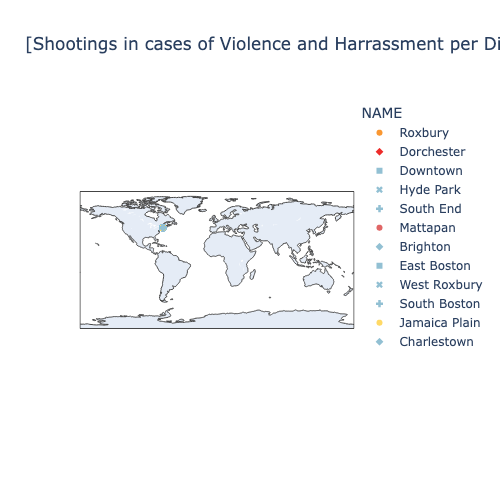 [Shootings in cases of Violence and Harrassment per Di
NAME
Roxbury
Dorchester
Downtown
Hyde Park
South End
Mattapan
Brighton
East Boston
West Roxbury
South Boston
Jamaica Plain
Charlestown